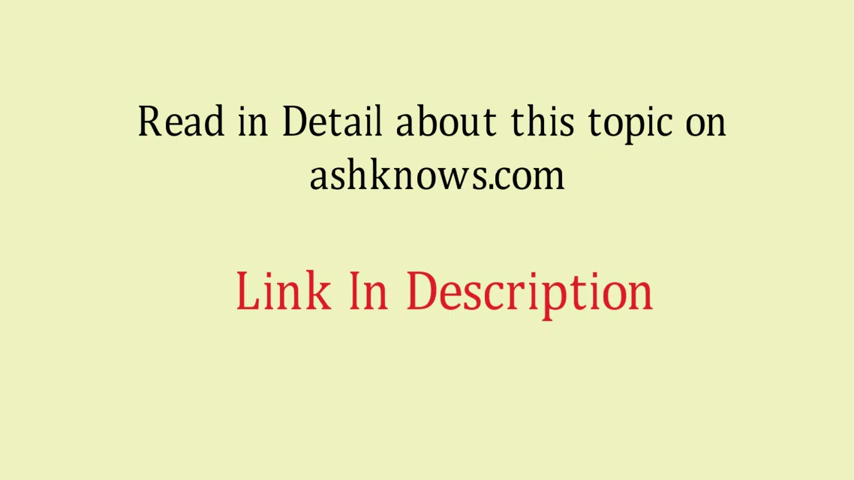 Read in Detail about this topic on
ashknows.com
Link In Description